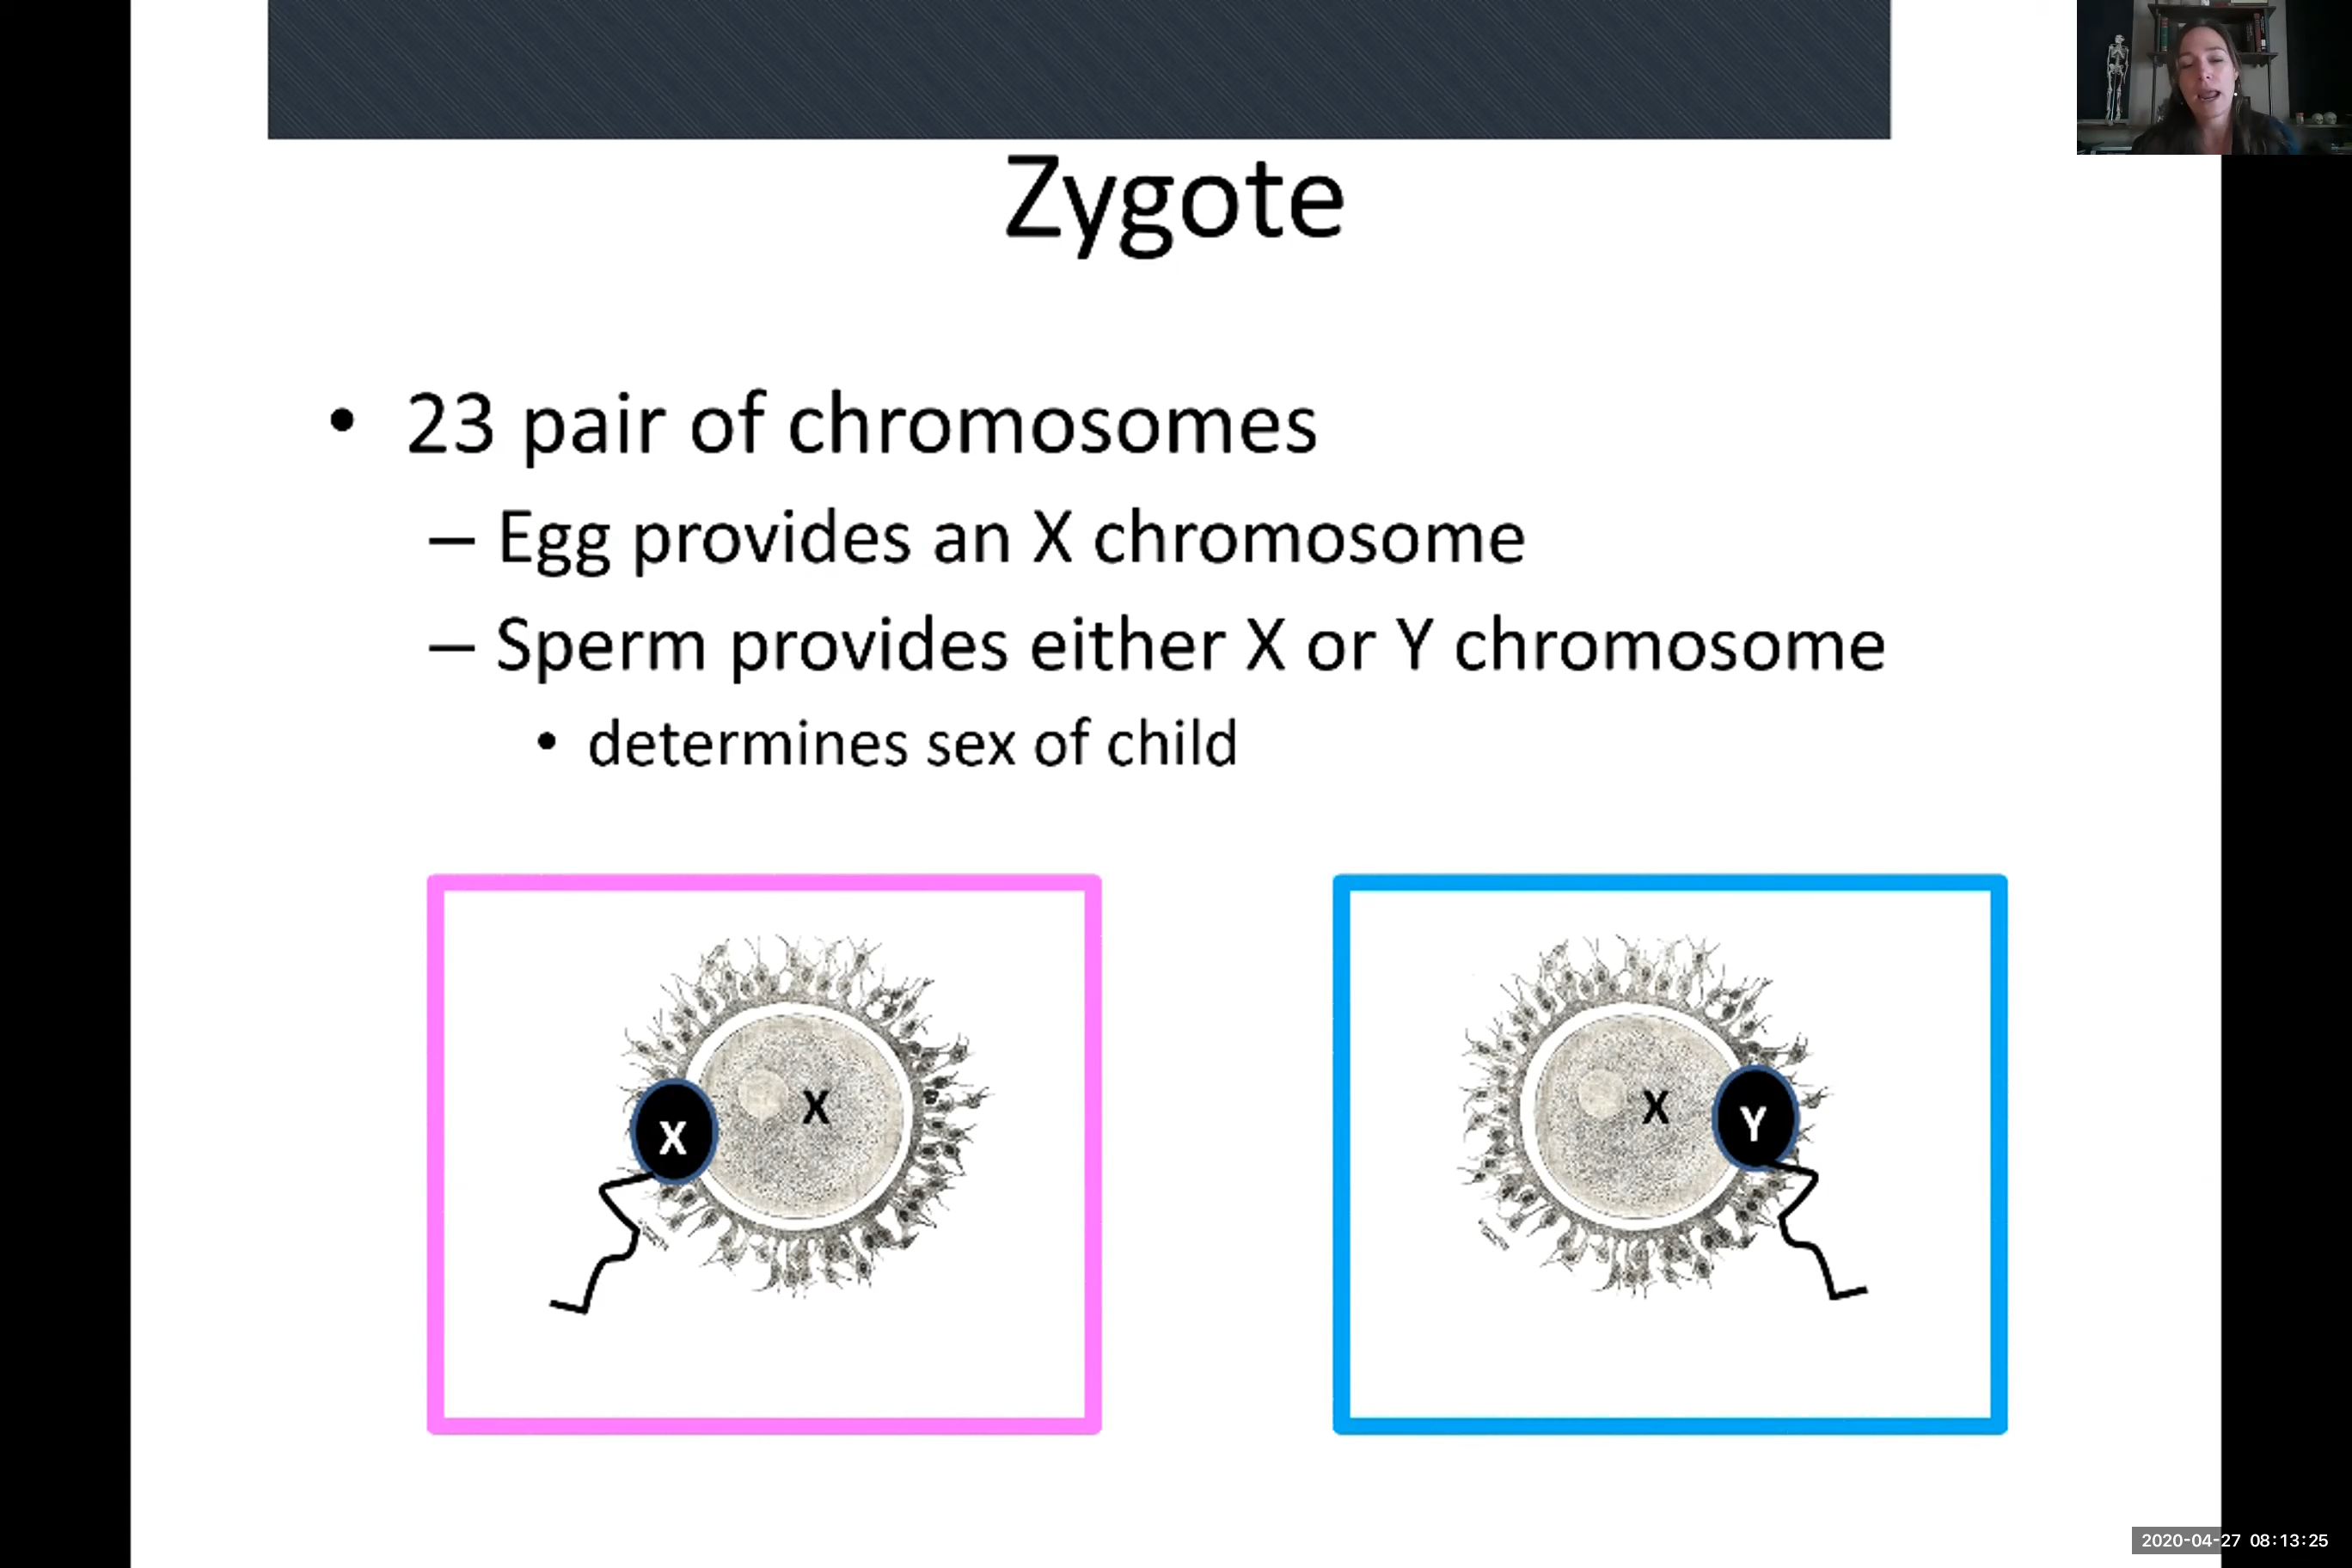 Zygote
• 23 pair of chromosomes
– Egg provides an X chromosome
– Sperm provides either X or Y chromosome
• determines sex of child
X
X
X
Y
2020-04-27 08:13:25